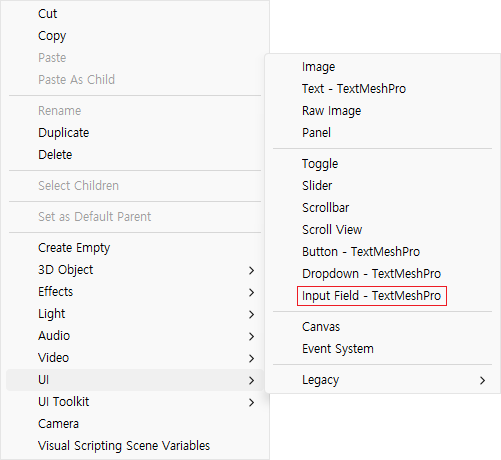 Cut
Copy
Paste
Paste As Child
Rename
Duplicate
Delete
Select Children
Set as Default Parent
Create Empty
3D Object
Effects
Light
Audio
Video
UI
UI Toolkit
Camera
Visual Scripting Scene Variables
Image
Text - TextMeshPro
Raw Image
Panel
Toggle
Slider
Scrollbar
Scroll View
Button - TextMeshPro
Dropdown - TextMeshPro
Input Field - TextMeshPro
Canvas
Event System
Legacy